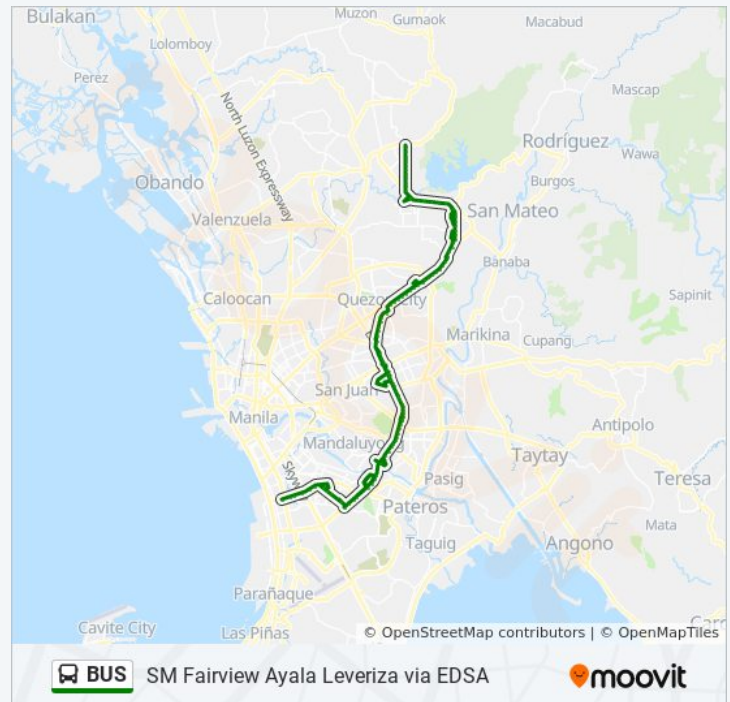 Bulakan
Muzon
Gumaok
Macabud
Lolomboy
Perez
Mascap
North Luzon Expressway
Rodríguez
Wawa
Obando
Burgos
Valenzuela
San Mateo
Banaba
Caloocan
Quezon City
Sapinit
Marikina
Cupang
San Juan
Manila
Antipolo
Mandaluyong
Taytay
Teresa
Pasig
Pateros
Mata
Taguig
Angono
Parañaque
Cavite City
Las Piñas
© OpenStreetMap contributors | © OpenMapTiles
BUS
SM Fairview Ayala Leveriza via EDSA
moovit